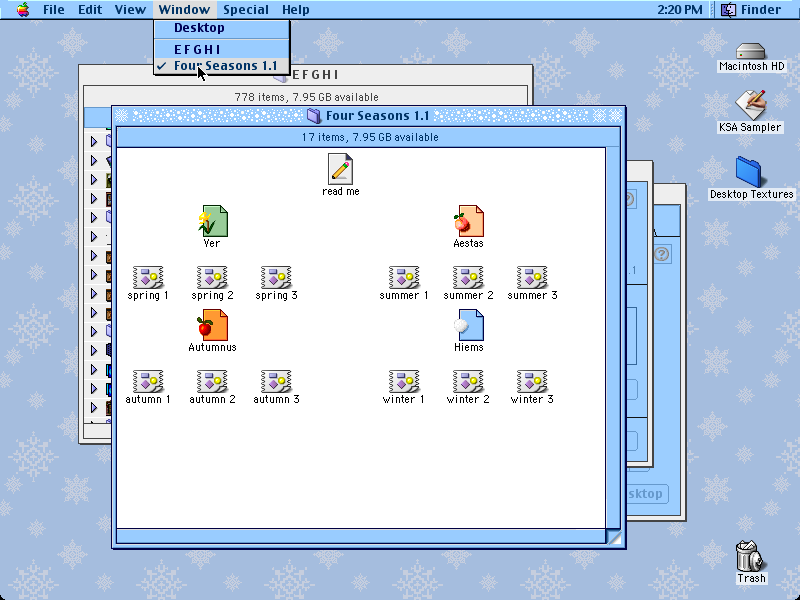 File Edit View Window Special Help 2:20 PM Finder
Desktop
E F G H I
✓ Four Seasons 1.1
E F G H I
778 items, 7.95 GB available
Four Seasons 1.1
17 items, 7.95 GB available
read me
Ver Aestas
spring 1 spring 2 spring 3 summer 1 summer 2 summer 3
Autumnus Hiems
autumn 1 autumn 2 autumn 3 winter 1 winter 2 winter 3
.1
sktop
Macintosh HD
KSA Sampler
Desktop Textures
Trash